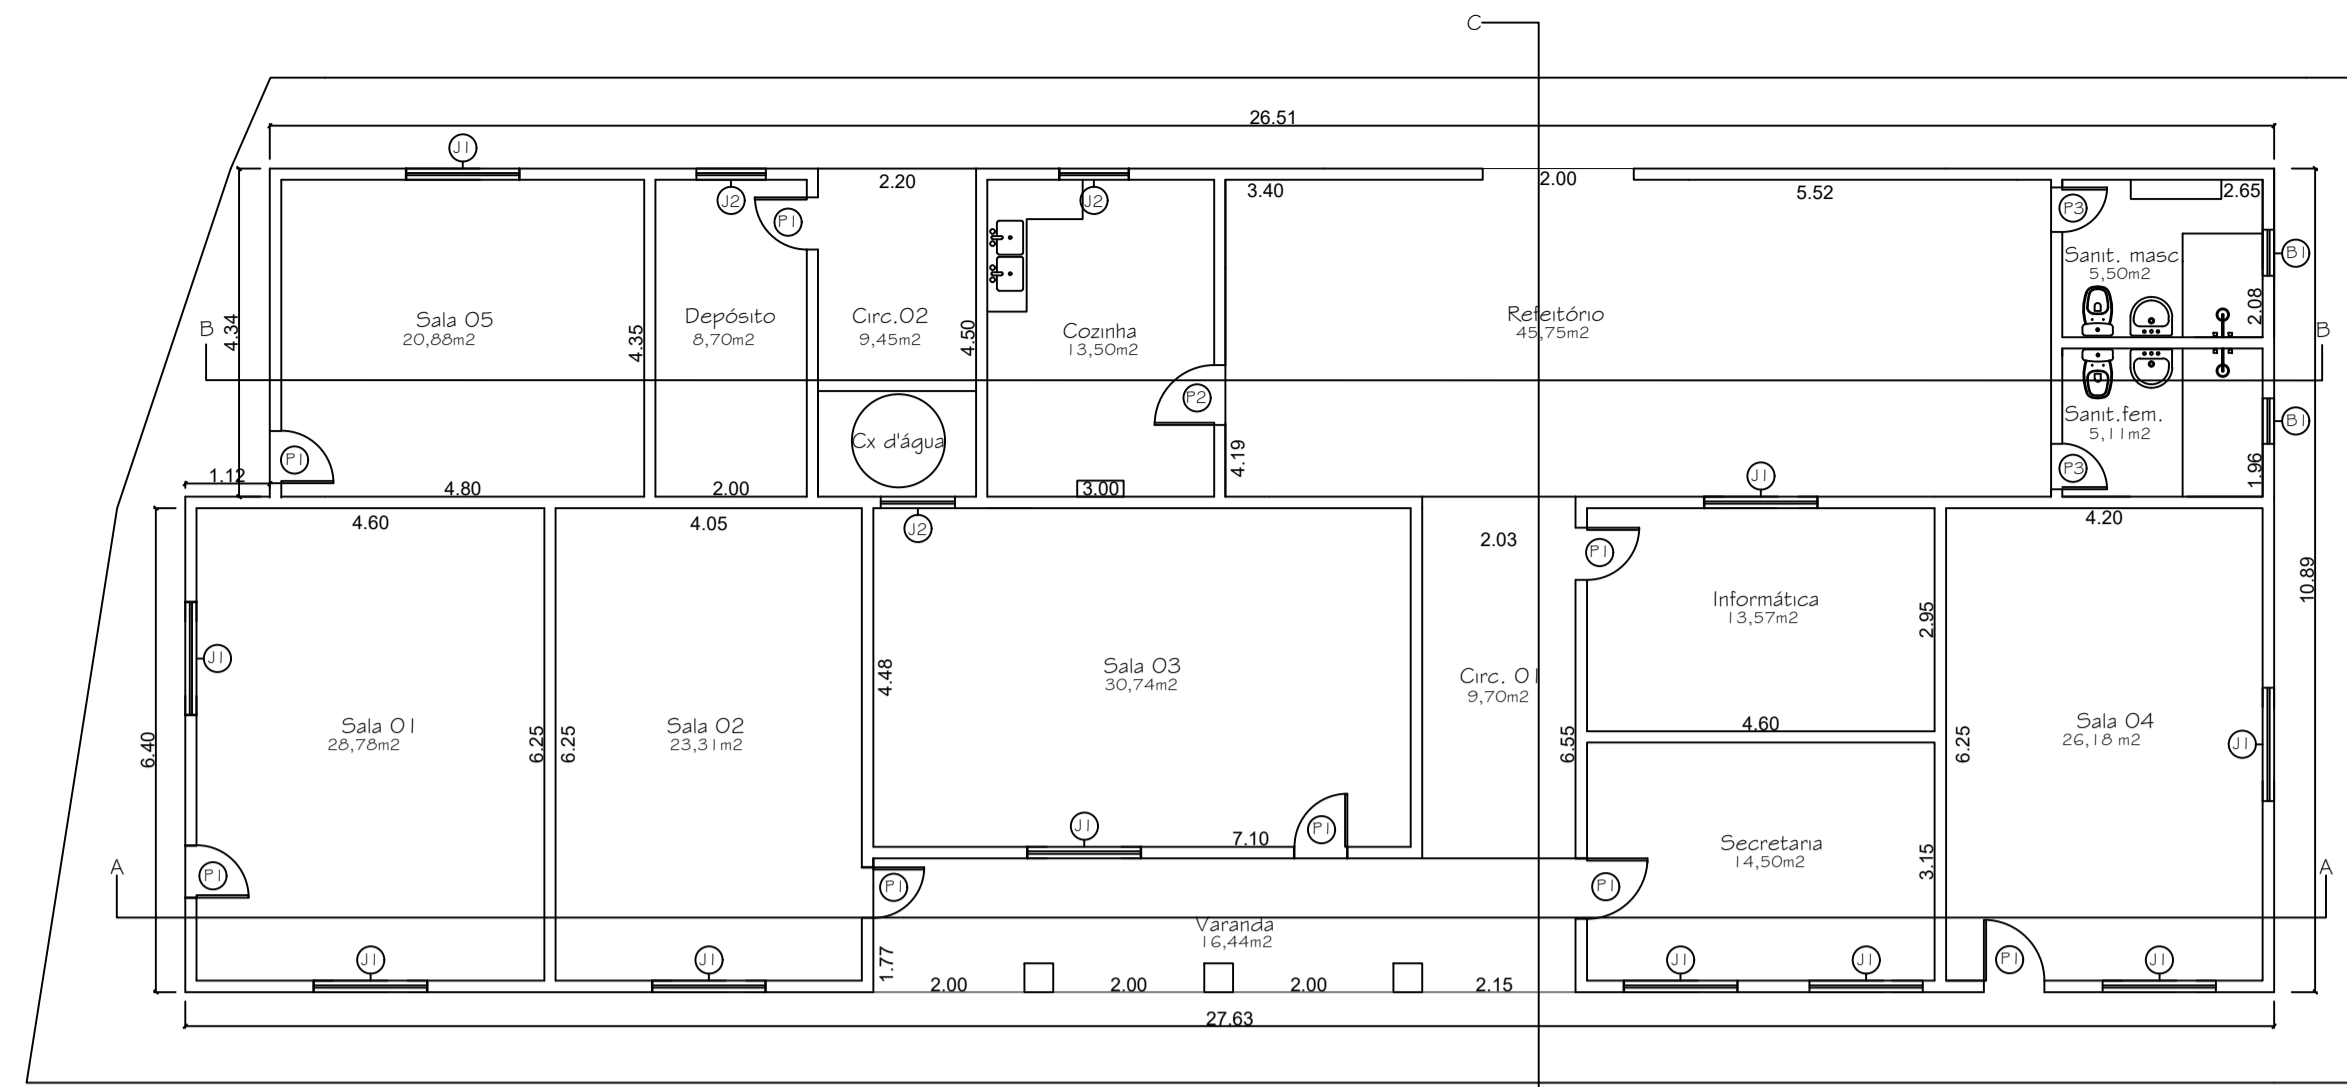 C
26.51
J1
2.20
3.40
2.00
5.52
2.65
J2
P1
J2
P3
Sanit. masc.
5,50m2
B1
2.08
B
4.34
Sala 05
20,88m2
4.35
Depósito
8,70m2
Circ.02
9,45m2
4.50
Cozinha
13,50m2
Refeitório
45,75m2
B
P2
Sanit.fem.
5,11m2
B1
Cx d'água
P1
4.19
P3
1.96
1.12
4.80
2.00
3.00
J1
4.60
4.05
J2
2.03
P1
4.20
10.89
Informática
13,57m2
2.95
J1
4.48
Sala 03
30,74m2
Circ. 01
9,70m2
6.40
Sala 01
28,78m2
6.25
6.25
Sala 02
23,31m2
6.55
4.60
6.25
Sala 04
26,18 m2
J1
J1
7.10
P1
Secretaria
14,50m2
3.15
A
P1
P1
P1
A
Varanda
16,44m2
J1
J1
1.77
J1
J1
P1
J1
2.00
2.00
2.00
2.15
27.63